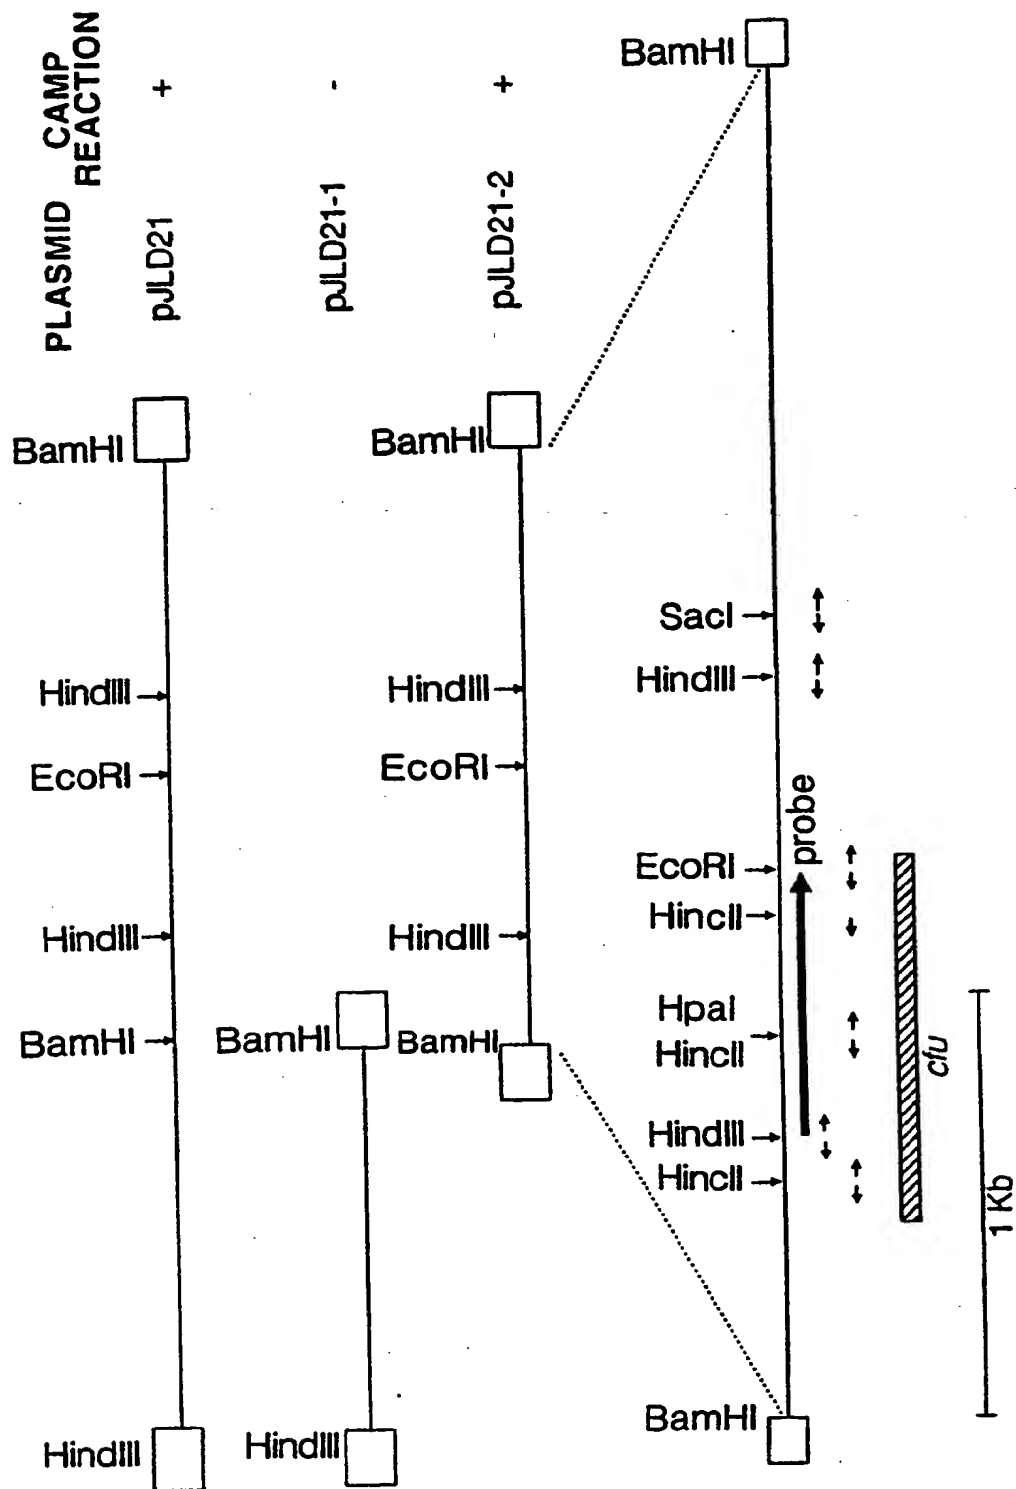 PLASMID CAMP
REACTION
pJLD21 +
pJLD21-1 -
pJLD21-2 +
BamHI
HindIII
EcoRI
HindIII
BamHI
HindIII
BamHI
HindIII
BamHI
HindIII
EcoRI
HindIII
BamHI
BamHI
SacI
HindIII
EcoRI
HincII
HpaI
HincII
HindIII
HincII
BamHI
probe
cfu
1 Kb